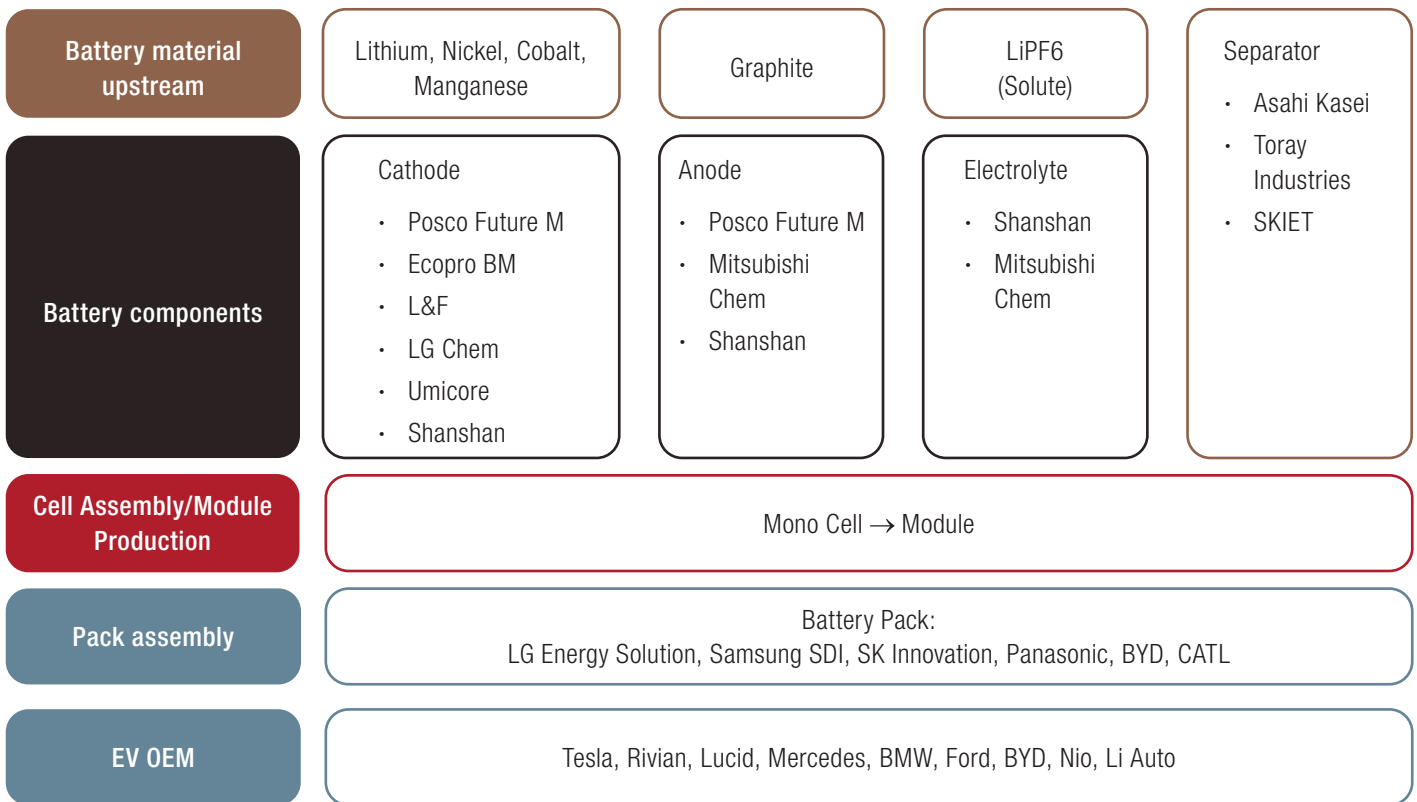 Battery material
upstream
Lithium, Nickel, Cobalt,
Manganese
Graphite
LiPF6
(Solute)
Separator
· Asahi Kasei
· Toray
Industries
· SKIET
Battery components
Cathode
· Posco Future M
· Ecopro BM
· L&F
· LG Chem
· Umicore
· Shanshan
Anode
· Posco Future M
· Mitsubishi
Chem
· Shanshan
Electrolyte
· Shanshan
· Mitsubishi
Chem
Cell Assembly/Module
Production
Mono Cell → Module
Pack assembly
Battery Pack:
LG Energy Solution, Samsung SDI, SK Innovation, Panasonic, BYD, CATL
EV OEM
Tesla, Rivian, Lucid, Mercedes, BMW, Ford, BYD, Nio, Li Auto